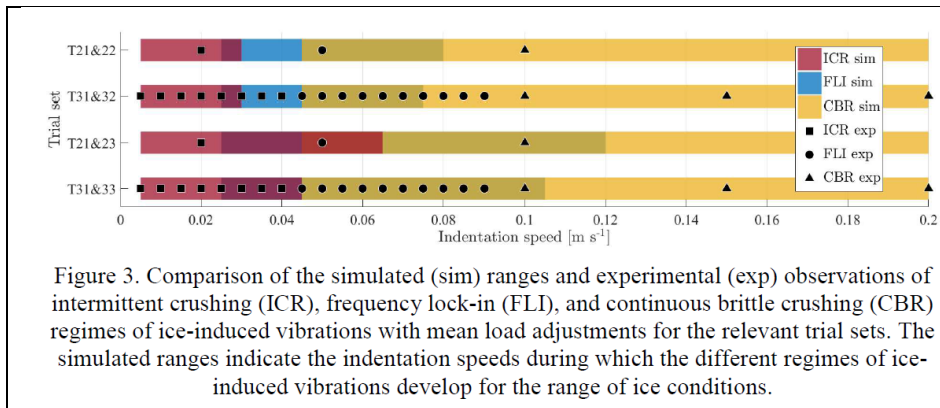 T21&22
T31&32
T21&23
T31&33
Trial set
ICR sim
FLI sim
CBR sim
ICR exp
FLI exp
CBR exp
0 0.02 0.04 0.06 0.08 0.1 0.12 0.14 0.16 0.18 0.2
Indentation speed [m s⁻¹]
Figure 3. Comparison of the simulated (sim) ranges and experimental (exp) observations of
intermittent crushing (ICR), frequency lock-in (FLI), and continuous brittle crushing (CBR)
regimes of ice-induced vibrations with mean load adjustments for the relevant trial sets. The
simulated ranges indicate the indentation speeds during which the different regimes of ice-
induced vibrations develop for the range of ice conditions.